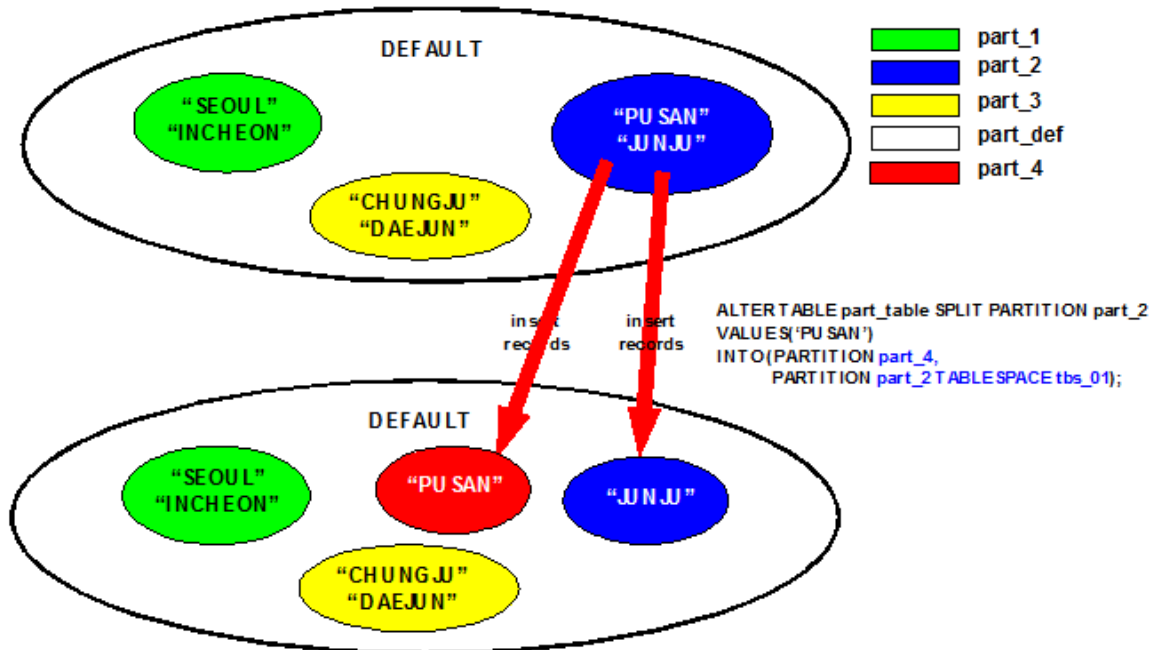 DEFAULT
"SEOUL"
"INCHEON"
"PUSAN"
"JUNJU"
"CHUNGJU"
"DAEJUN"
part_1
part_2
part_3
part_def
part_4
insert
records
insert
records
ALTER TABLE part_table SPLIT PARTITION part_2
VALUES('PUSAN')
INTO(PARTITION part_4,
PARTITION part_2 TABLESPACE tbs_01);
DEFAULT
"SEOUL"
"INCHEON"
"PUSAN"
"JUNJU"
"CHUNGJU"
"DAEJUN"